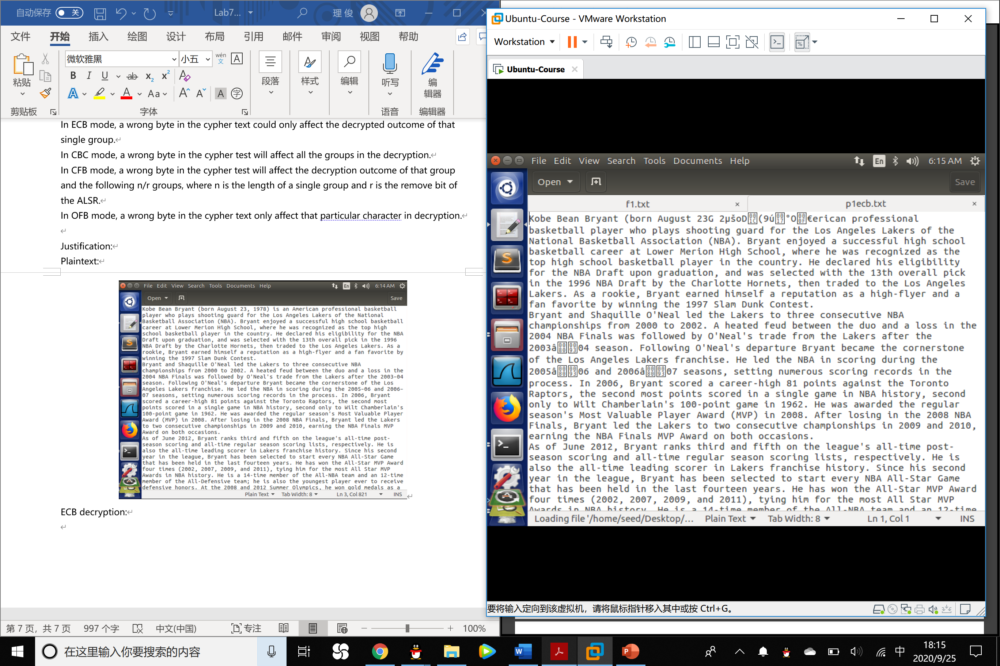 自动保存 关 Lab7... 理 俊
文件 开始 插入 绘图 设计 布局 引用 邮件 审阅 视图 帮助
微软雅黑 小五 wén 文 A
粘贴 B I U ab x₂ x² A 段落 样式 编辑 听写 编辑器
A A Aa A A A 字
剪贴板 字体 语音 编辑器
In ECB mode, a wrong byte in the cypher text could only affect the decrypted outcome of that
single group.
In CBC mode, a wrong byte in the cypher test will affect all the groups in the decryption.
In CFB mode, a wrong byte in the cypher test will affect the decryption outcome of that group
and the following n/r groups, where n is the length of a single group and r is the remove bit of
the ALSR.
In OFB mode, a wrong byte in the cypher text only affect that particular character in decryption.
Justification:
Plaintext:
File Edit View Search Tools Documents Help En 6:14 AM
Open Save
Kobe Bean Bryant (born August 23, 1978) is an American professional basketball
player who plays shooting guard for the Los Angeles Lakers of the National
Basketball Association (NBA). Bryant enjoyed a successful high school basketball
career at Lower Merion High School, where he was recognized as the top high
school basketball player in the country. He declared his eligibility for the NBA
Draft upon graduation, and was selected with the 13th overall pick in the 1996
NBA Draft by the Charlotte Hornets, then traded to the Los Angeles Lakers. As a
rookie, Bryant earned himself a reputation as a high-flyer and a fan favorite by
winning the 1997 Slam Dunk Contest.
Bryant and Shaquille O'Neal led the Lakers to three consecutive NBA
championships from 2000 to 2002. A heated feud between the duo and a loss in the
2004 NBA Finals was followed by O'Neal's trade from the Lakers after the 2003–04
season. Following O'Neal's departure Bryant became the cornerstone of the Los
Angeles Lakers franchise. He led the NBA in scoring during the 2005–06 and 2006–
07 seasons, setting numerous scoring records in the process. In 2006, Bryant
scored a career-high 81 points against the Toronto Raptors, the second most
points scored in a single game in NBA history, second only to Wilt Chamberlain's
100-point game in 1962. He was awarded the regular season's Most Valuable Player
Award (MVP) in 2008. After losing in the 2008 NBA Finals, Bryant led the Lakers
to two consecutive championships in 2009 and 2010, earning the NBA Finals MVP
Award on both occasions.
As of June 2012, Bryant ranks third and fifth on the league's all-time post-
season scoring and all-time regular season scoring lists, respectively. He is
also the all-time leading scorer in Lakers franchise history. Since his second
year in the league, Bryant has been selected to start every NBA All-Star Game
that has been held in the last fourteen years. He has won the All-Star MVP Award
four times (2002, 2007, 2009, and 2011), tying him for the most All Star MVP
Awards in NBA history. He is a 14-time member of the All-NBA team and an 12-time
member of the All-Defensive team; he is also the youngest player ever to receive
defensive honors. At the 2008 and 2012 Summer Olympics, he won gold medals as a
Plain Text Tab Width: 8 Ln 3, Col 821 INS
ECB decryption:
第 7 页，共 7 页 997 个字 中文(中国) 专注 100%
Ubuntu-Course - VMware Workstation
Workstation
Ubuntu-Course
File Edit View Search Tools Documents Help En 6:15 AM
Open Save
f1.txt p1ecb.txt
Kobe Bean Bryant (born August 23G 2µšoD(9ú°O€erican professional
basketball player who plays shooting guard for the Los Angeles Lakers of the
National Basketball Association (NBA). Bryant enjoyed a successful high school
basketball career at Lower Merion High School, where he was recognized as the
top high school basketball player in the country. He declared his eligibility
for the NBA Draft upon graduation, and was selected with the 13th overall pick
in the 1996 NBA Draft by the Charlotte Hornets, then traded to the Los Angeles
Lakers. As a rookie, Bryant earned himself a reputation as a high-flyer and a
fan favorite by winning the 1997 Slam Dunk Contest.
Bryant and Shaquille O'Neal led the Lakers to three consecutive NBA
championships from 2000 to 2002. A heated feud between the duo and a loss in the
2004 NBA Finals was followed by O'Neal's trade from the Lakers after the
2003â04 season. Following O'Neal's departure Bryant became the cornerstone
of the Los Angeles Lakers franchise. He led the NBA in scoring during the
2005â06 and 2006â07 seasons, setting numerous scoring records in the
process. In 2006, Bryant scored a career-high 81 points against the Toronto
Raptors, the second most points scored in a single game in NBA history, second
only to Wilt Chamberlain's 100-point game in 1962. He was awarded the regular
season's Most Valuable Player Award (MVP) in 2008. After losing in the 2008 NBA
Finals, Bryant led the Lakers to two consecutive championships in 2009 and 2010,
earning the NBA Finals MVP Award on both occasions.
As of June 2012, Bryant ranks third and fifth on the league's all-time post-
season scoring and all-time regular season scoring lists, respectively. He is
also the all-time leading scorer in Lakers franchise history. Since his second
year in the league, Bryant has been selected to start every NBA All-Star Game
that has been held in the last fourteen years. He has won the All-Star MVP Award
four times (2002, 2007, 2009, and 2011), tying him for the most All Star MVP
Awards in NBA history. He is a 14-time member of the All-NBA team and an 12-time
Loading file '/home/seed/Desktop/... Plain Text Tab Width: 8 Ln 1, Col 1 INS
要将输入定向到该虚拟机，请将鼠标指针移入其中或按 Ctrl+G。
在这里输入你要搜索的内容
中 18:15
2020/9/25